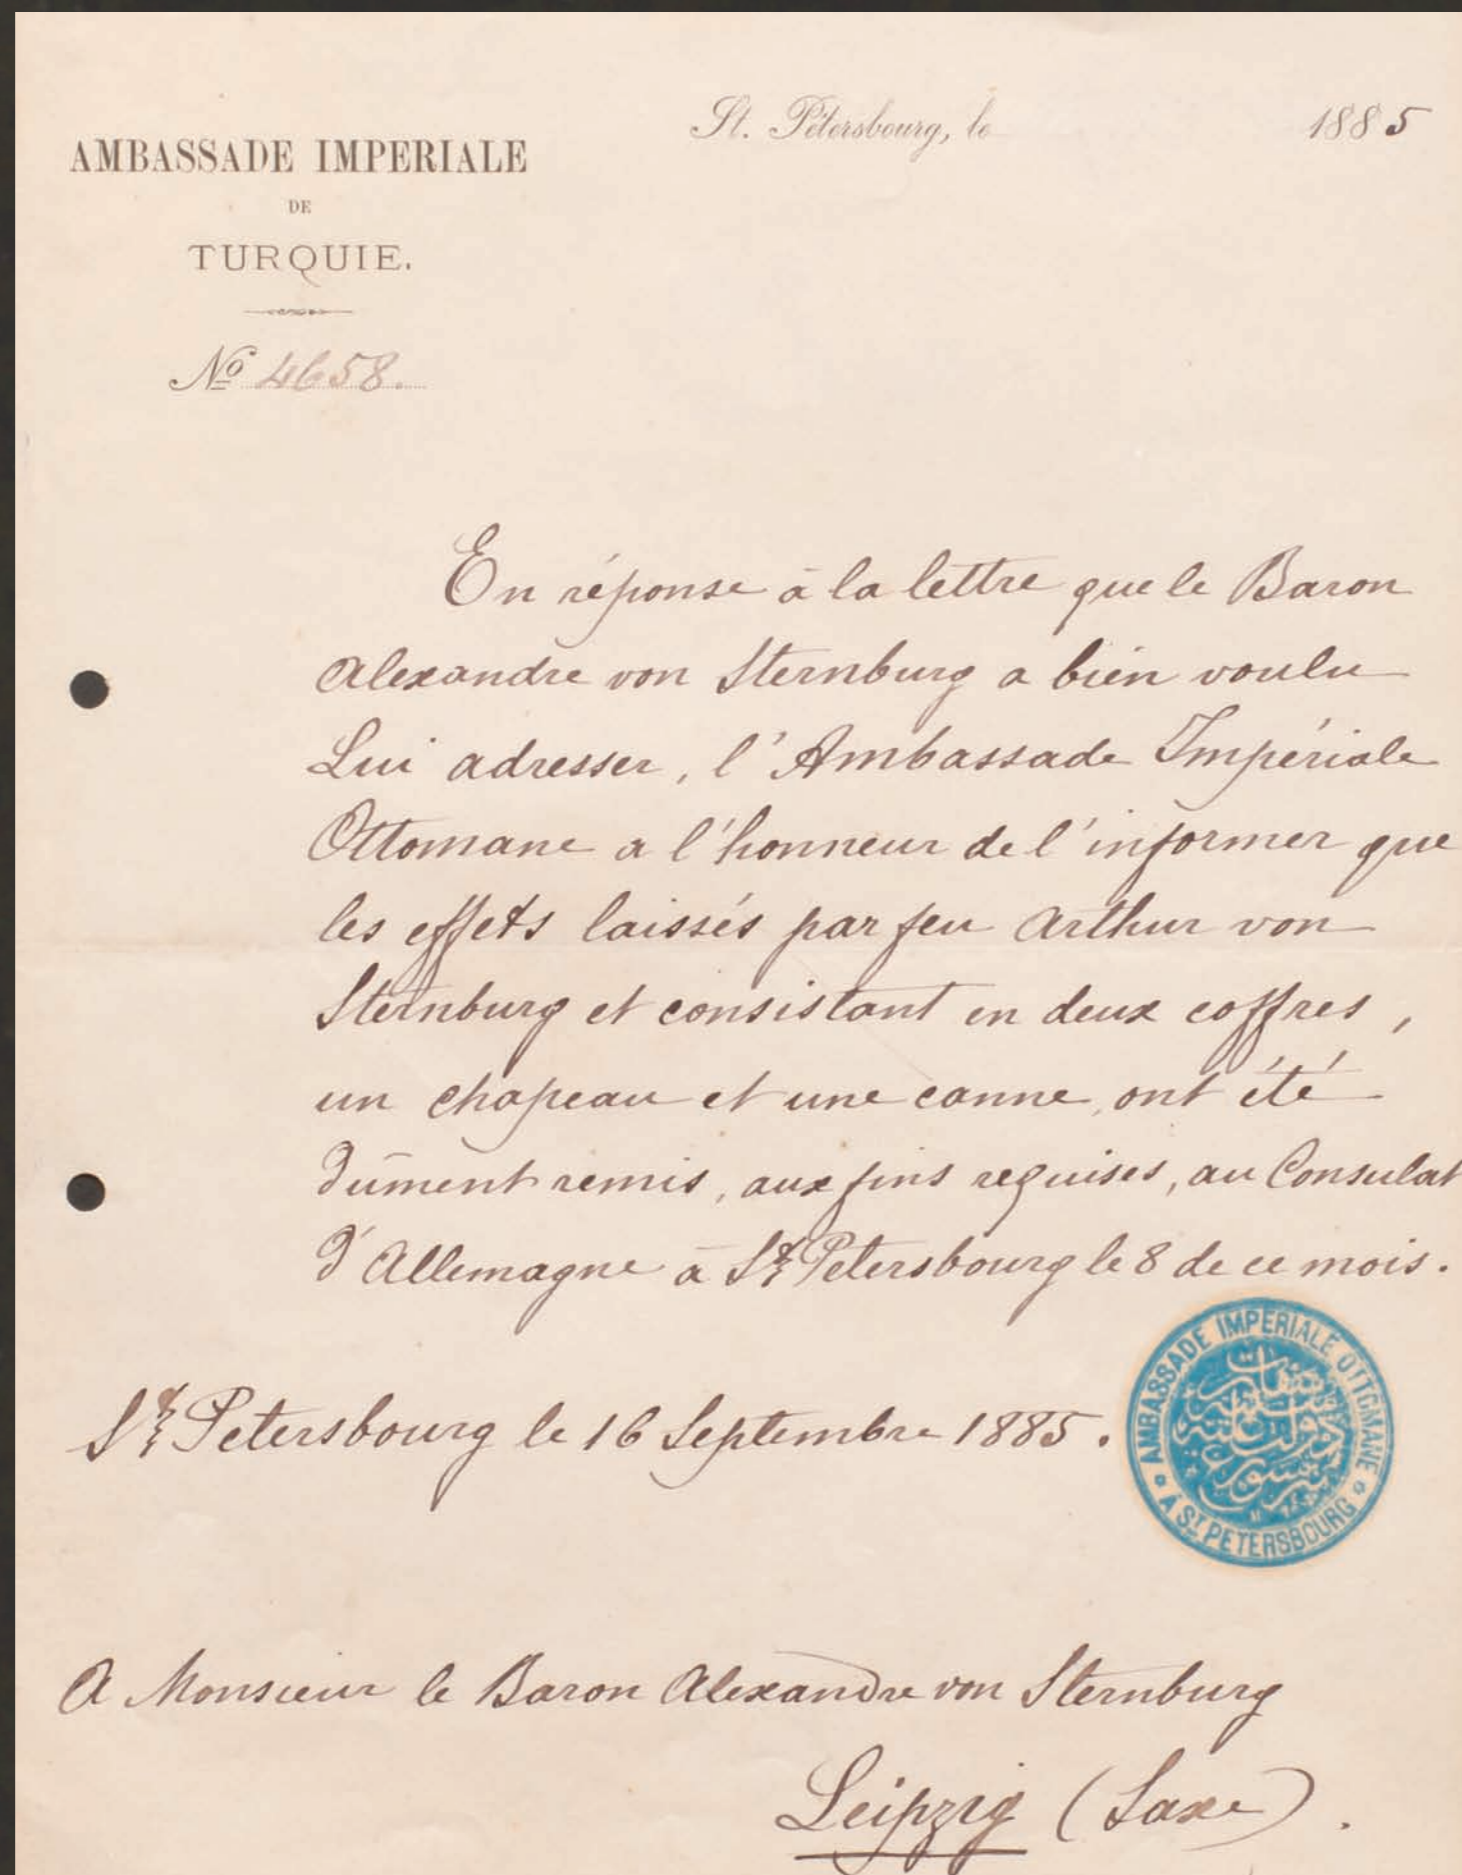 AMBASSADE IMPERIALE
DE
TURQUIE.
No 4658.
St. Pétersbourg, le 1885
En réponse à la lettre que le Baron
Alexandre von Sternburg a bien voulu
Lui adresser, l'Ambassade Impériale
Ottomane a l'honneur de l'informer que
les effets laissés par feu Arthur von
Sternburg et consistant en deux coffres,
un chapeau et une canne, ont été
dûment remis, aux fins requises, au Consulat
d'Allemagne à St Petersbourg le 8 de ce mois.
St Petersbourg le 16 Septembre 1885.
AMBASSADE IMPERIALE OTTOMANE
A ST PETERSBOURG
A Monsieur le Baron Alexandre von Sternburg
Leipzig (Saxe).